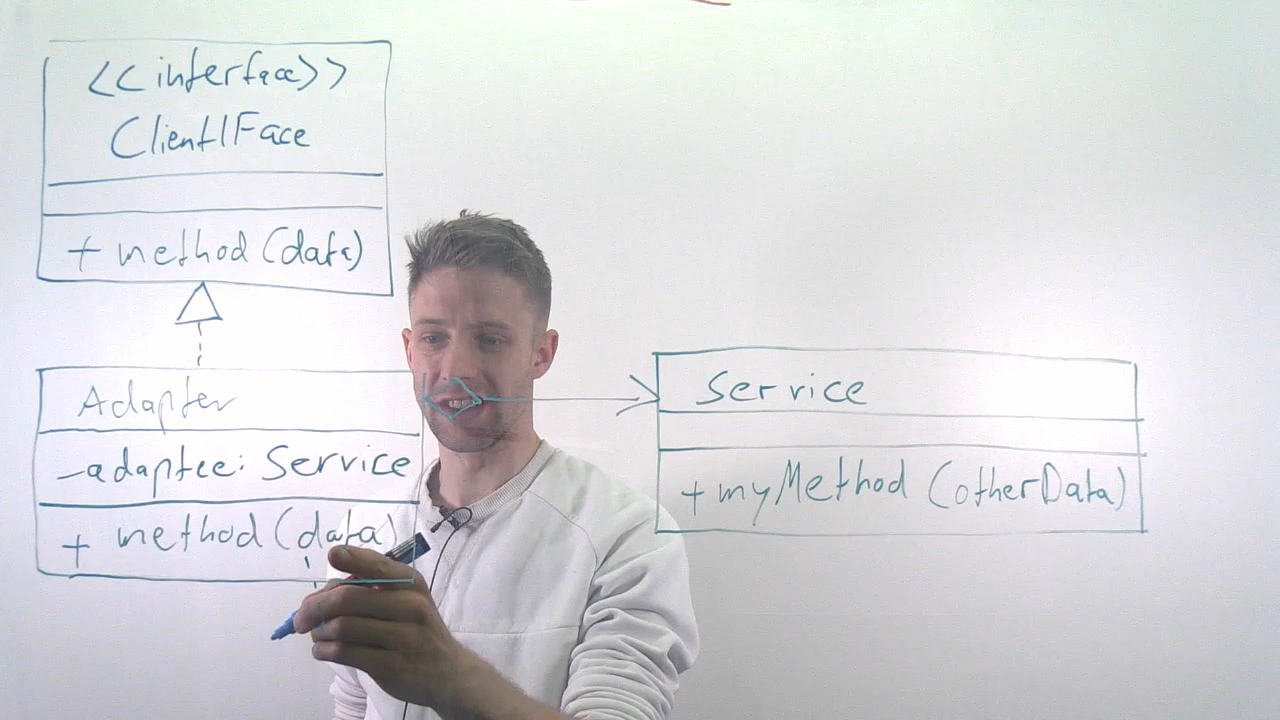 <<interface>>
ClientIFace
+ method (data)
Adapter
-adaptee: Service
+ method (data)
Service
+ myMethod (otherData)